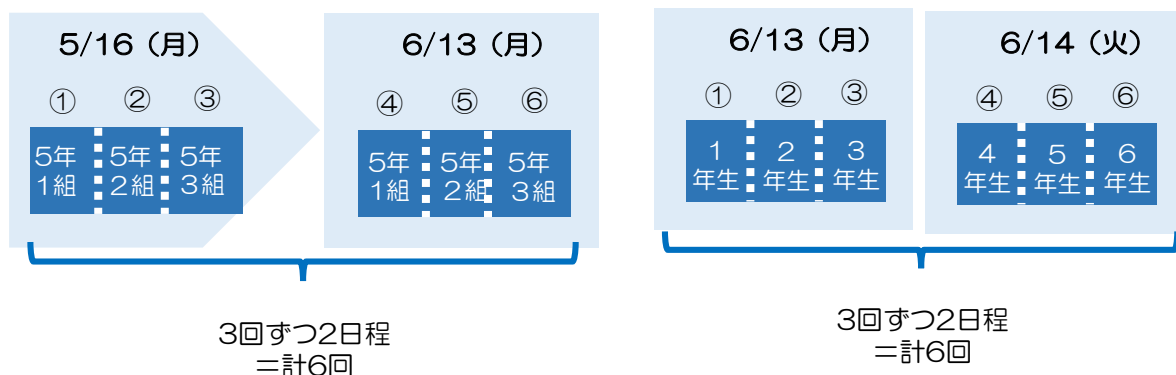 5/16（月）
① ② ③
5年 5年 5年
1組 2組 3組
6/13（月）
④ ⑤ ⑥
5年 5年 5年
1組 2組 3組
3回ずつ2日程
＝計6回
6/13（月）
① ② ③
1 2 3
年生 年生 年生
6/14（火）
④ ⑤ ⑥
4 5 6
年生 年生 年生
3回ずつ2日程
＝計6回